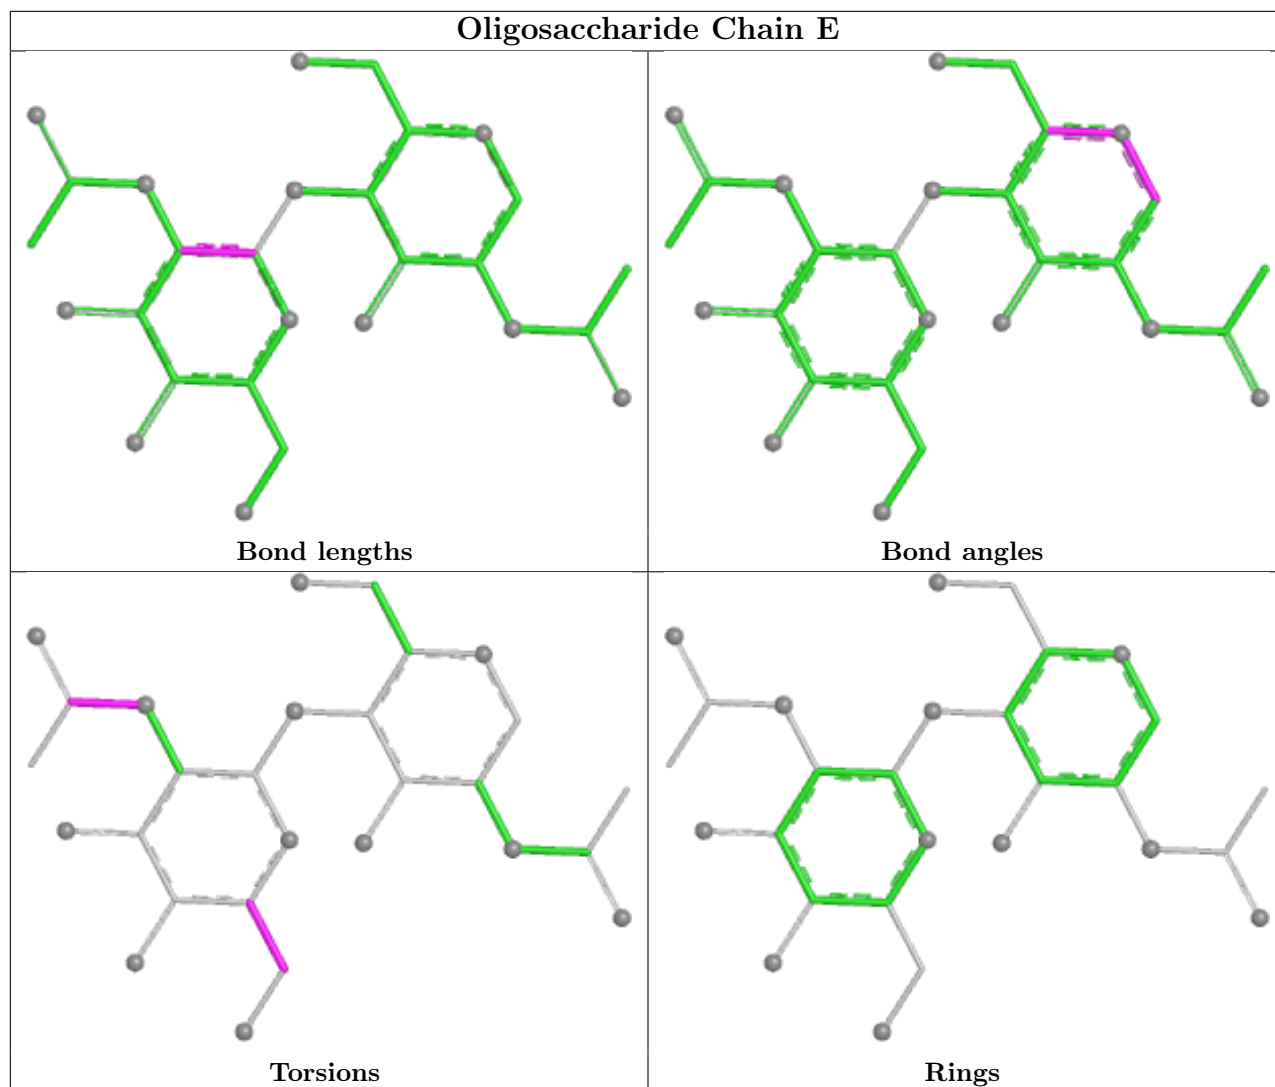 Oligosaccharide Chain E
Bond lengths
Bond angles
Torsions
Rings